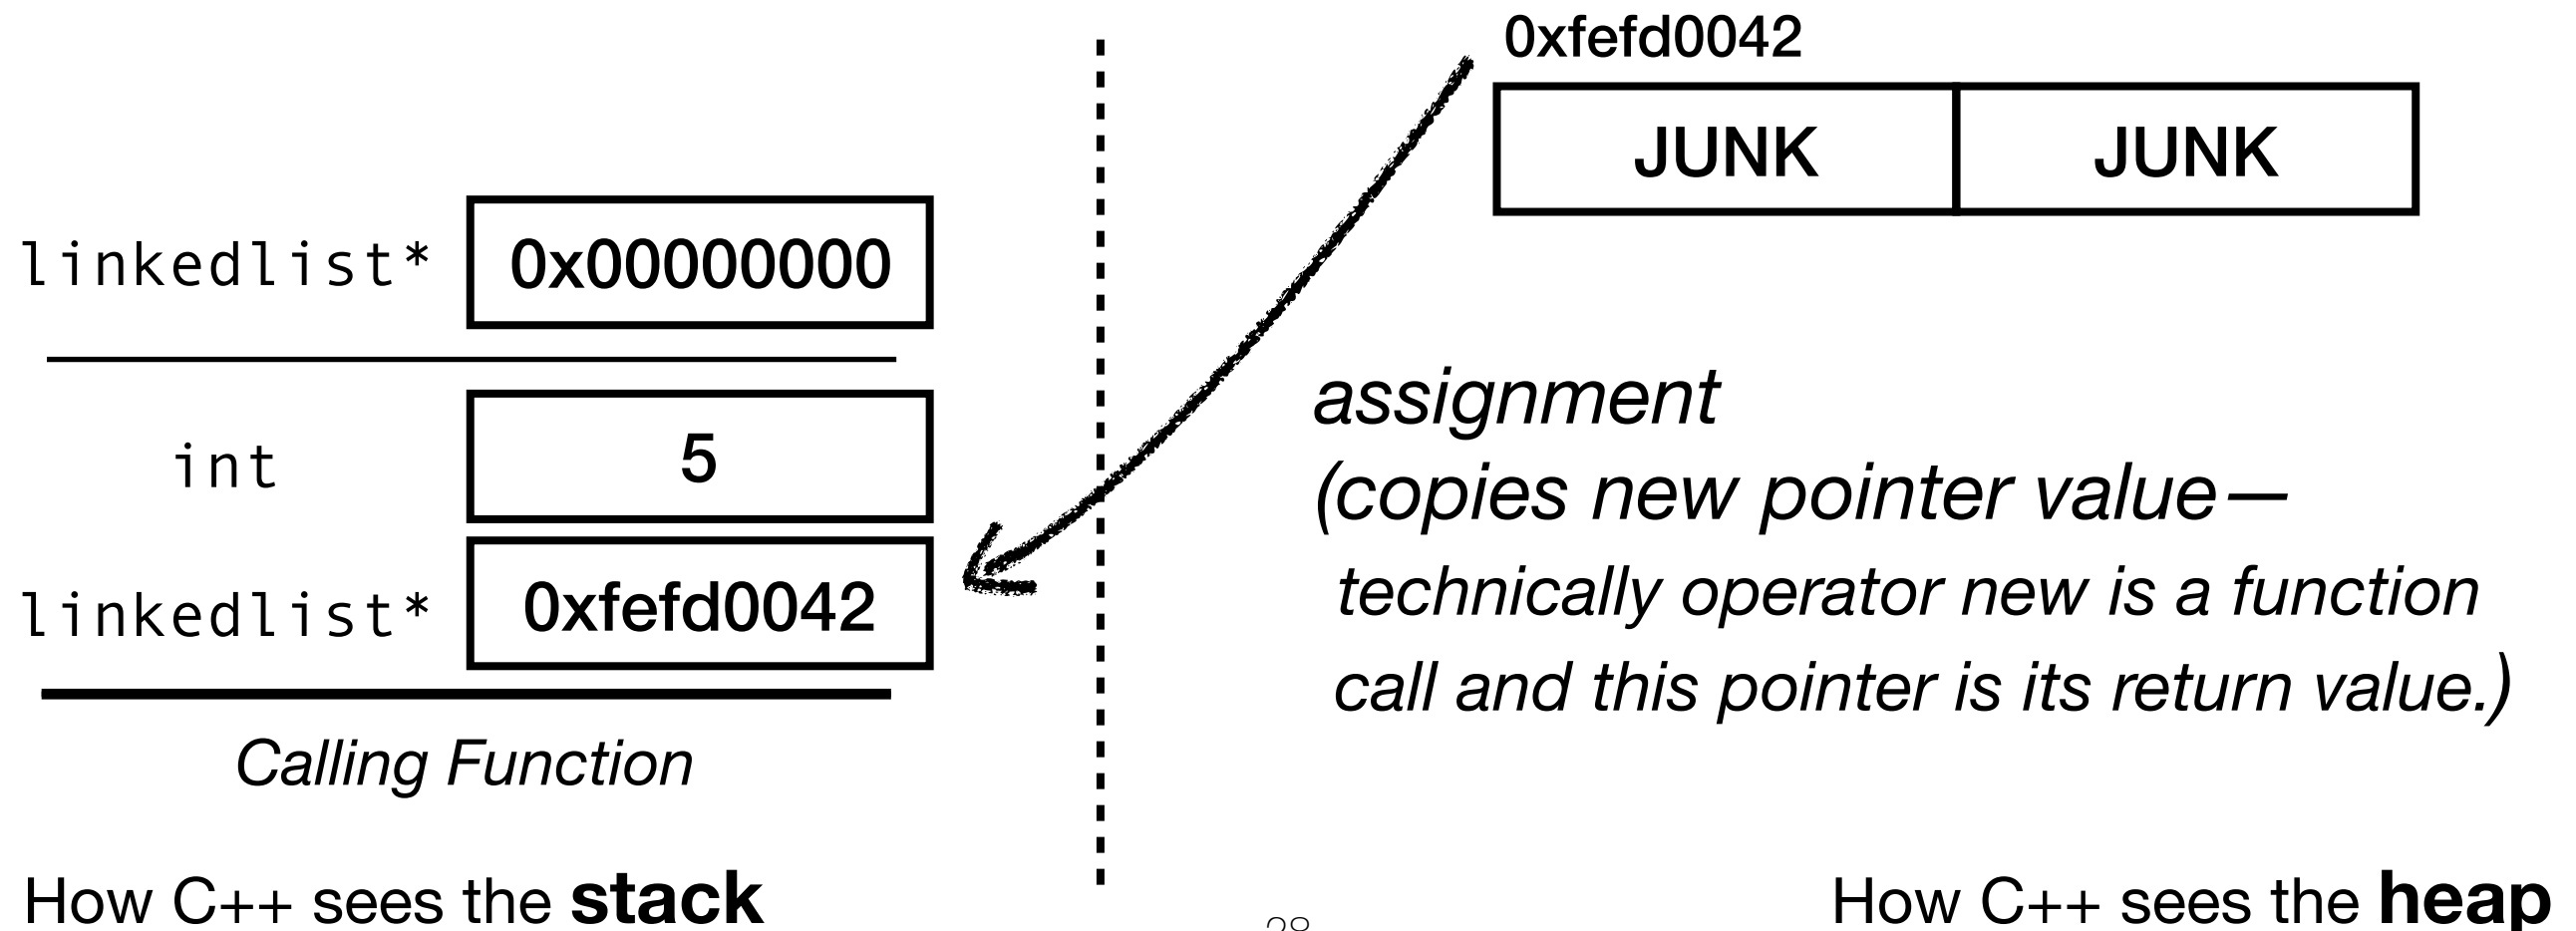 0xfefd0042
JUNK JUNK
linkedlist* 0x00000000
int 5
linkedlist* 0xfefd0042
Calling Function
assignment
(copies new pointer value—
technically operator new is a function
call and this pointer is its return value.)
How C++ sees the stack
28
How C++ sees the heap